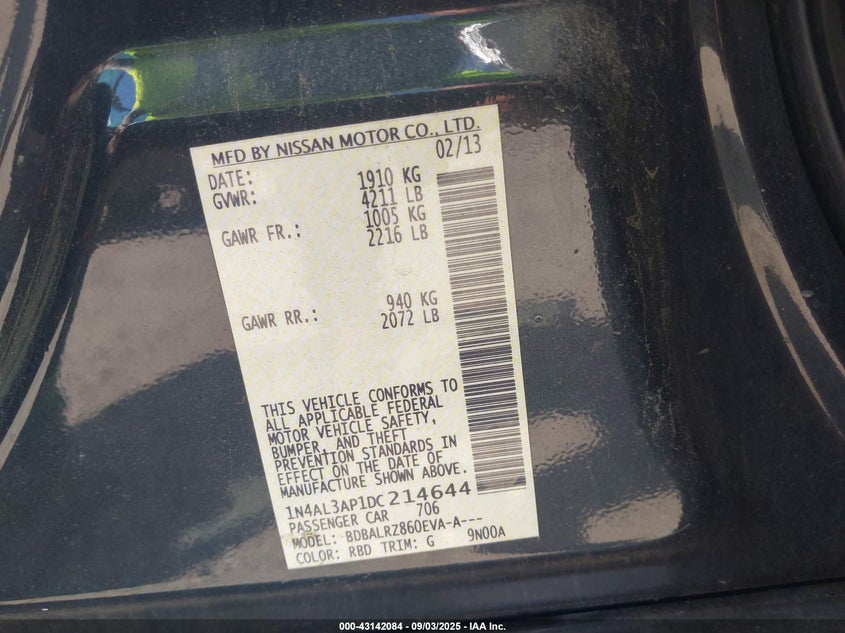 MFD BY NISSAN MOTOR CO., LTD.
DATE: 02/13
GVWR: 1910 KG
4211 LB
GAWR FR.: 1005 KG
2216 LB
GAWR RR.: 940 KG
2072 LB
THIS VEHICLE CONFORMS TO
ALL APPLICABLE FEDERAL
MOTOR VEHICLE SAFETY,
BUMPER, AND THEFT
PREVENTION STANDARDS IN
EFFECT ON THE DATE OF
MANUFACTURE SHOWN ABOVE.
1N4AL3AP1DC214644
PASSENGER CAR 706
MODEL: BDBALRZ860EVA-A---
COLOR: RBD TRIM: G 9N00A
000-43142084 - 09/03/2025 - IAA Inc.